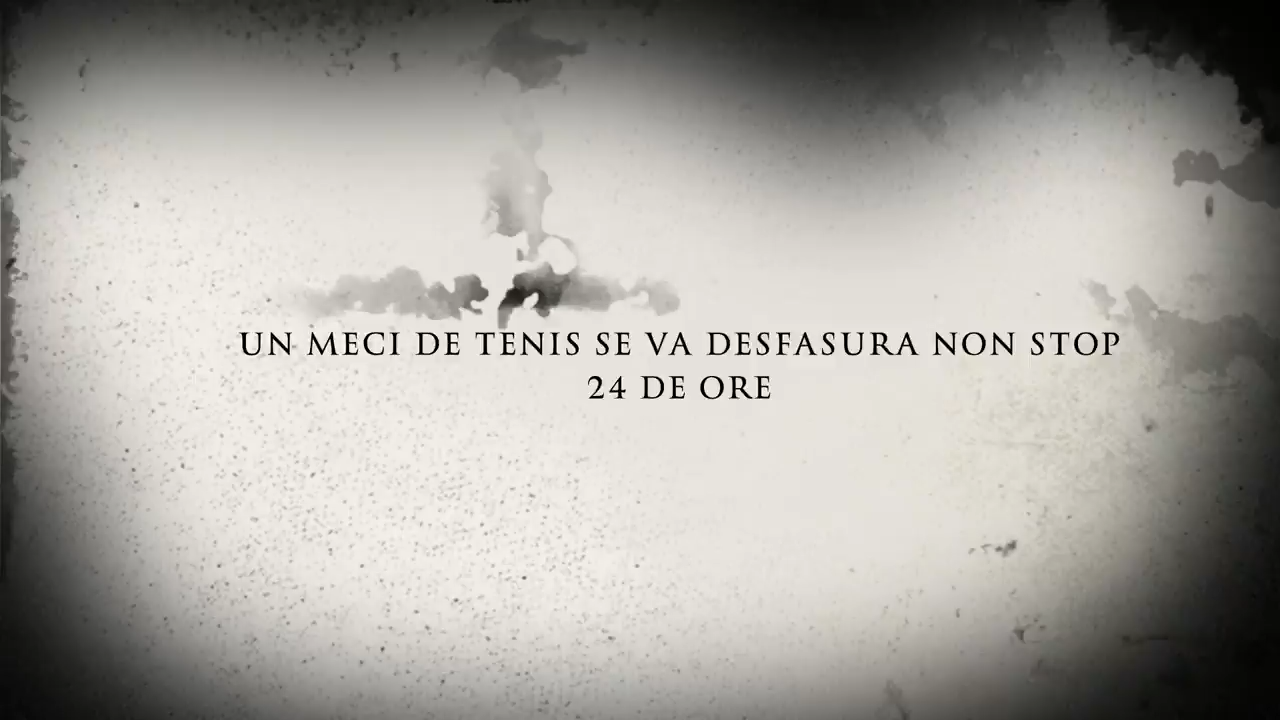 UN MECI DE TENIS SE VA DESFASURA NON STOP
24 DE ORE